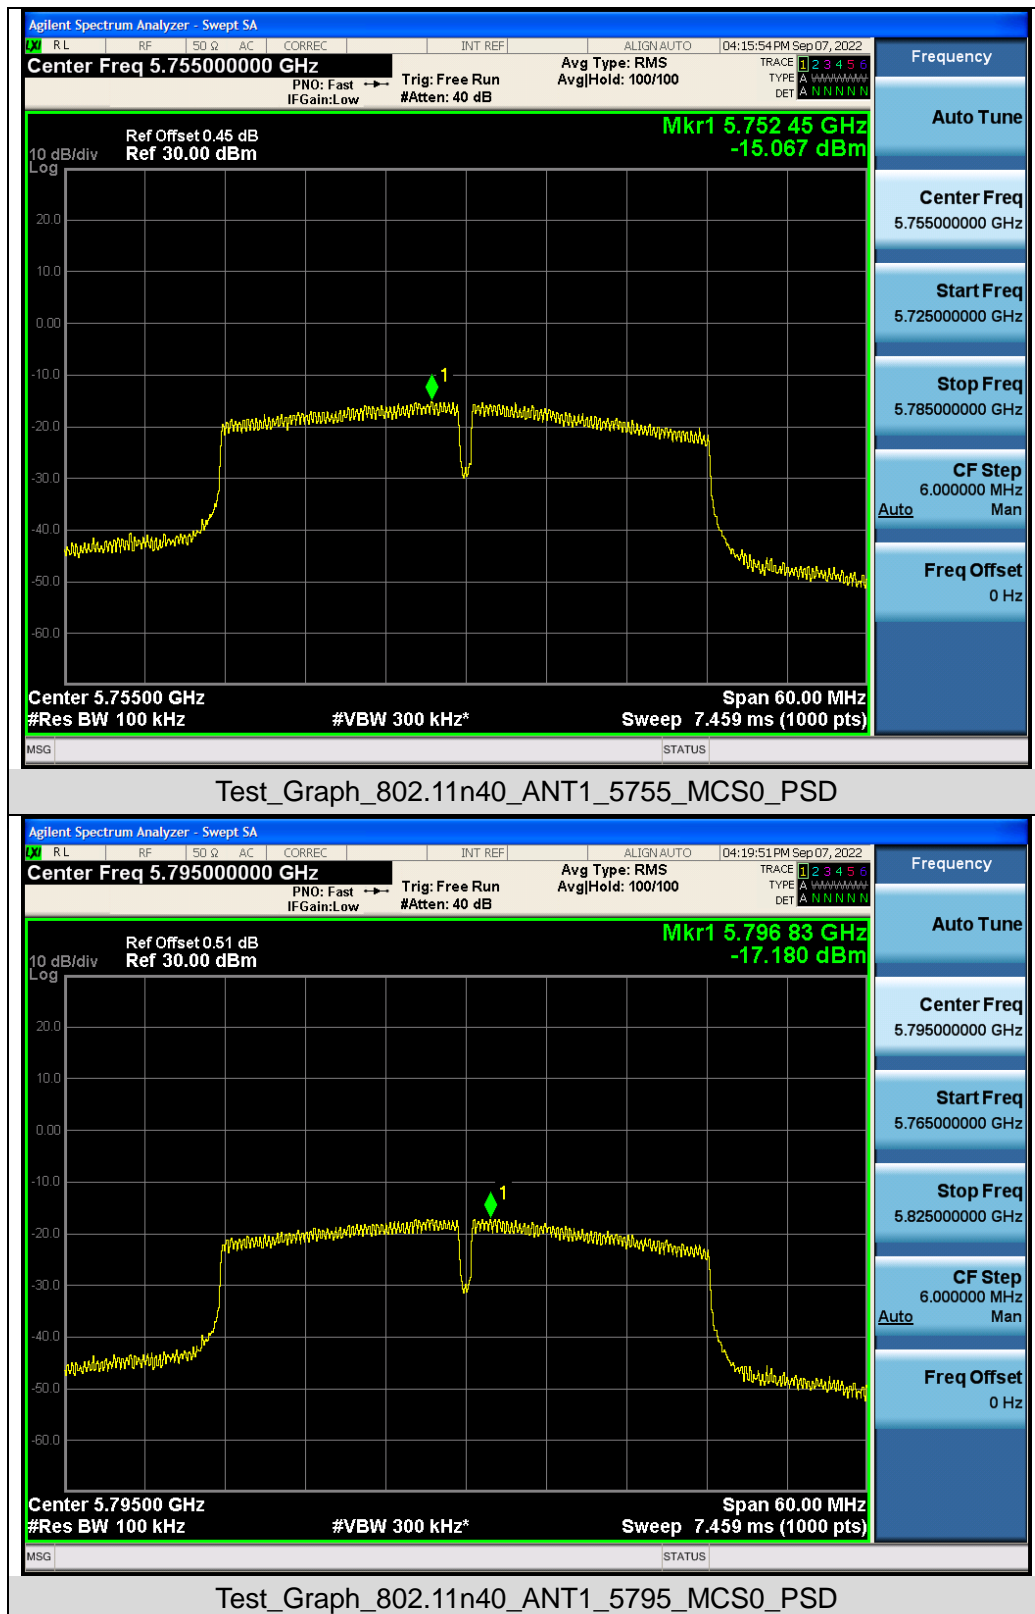 Agilent Spectrum Analyzer - Swept SA
LXI RL RF 50 Ω AC CORREC INT REF ALIGN AUTO 04:15:54 PM Sep 07, 2022
Center Freq 5.755000000 GHz
PNO: Fast
IFGain:Low
Trig: Free Run
#Atten: 40 dB
Avg Type: RMS
Avg|Hold: 100/100
TRACE 1 2 3 4 5 6
TYPE A WWWWW
DET A N N N N N
Mkr1 5.752 45 GHz
-15.067 dBm
Ref Offset 0.45 dB
10 dB/div Ref 30.00 dBm
Log
20.0
10.0
0.00
-10.0
-20.0
-30.0
-40.0
-50.0
-60.0
1
Center 5.75500 GHz Span 60.00 MHz
#Res BW 100 kHz #VBW 300 kHz* Sweep 7.459 ms (1000 pts)
MSG STATUS
Frequency
Auto Tune
Center Freq
5.755000000 GHz
Start Freq
5.725000000 GHz
Stop Freq
5.785000000 GHz
CF Step
6.000000 MHz
Auto Man
Freq Offset
0 Hz
Test_Graph_802.11n40_ANT1_5755_MCS0_PSD
Agilent Spectrum Analyzer - Swept SA
LXI RL RF 50 Ω AC CORREC INT REF ALIGN AUTO 04:19:51 PM Sep 07, 2022
Center Freq 5.795000000 GHz
PNO: Fast
IFGain:Low
Trig: Free Run
#Atten: 40 dB
Avg Type: RMS
Avg|Hold: 100/100
TRACE 1 2 3 4 5 6
TYPE A WWWWW
DET A N N N N N
Mkr1 5.796 83 GHz
-17.180 dBm
Ref Offset 0.51 dB
10 dB/div Ref 30.00 dBm
Log
20.0
10.0
0.00
-10.0
-20.0
-30.0
-40.0
-50.0
-60.0
1
Center 5.79500 GHz Span 60.00 MHz
#Res BW 100 kHz #VBW 300 kHz* Sweep 7.459 ms (1000 pts)
MSG STATUS
Frequency
Auto Tune
Center Freq
5.795000000 GHz
Start Freq
5.765000000 GHz
Stop Freq
5.825000000 GHz
CF Step
6.000000 MHz
Auto Man
Freq Offset
0 Hz
Test_Graph_802.11n40_ANT1_5795_MCS0_PSD